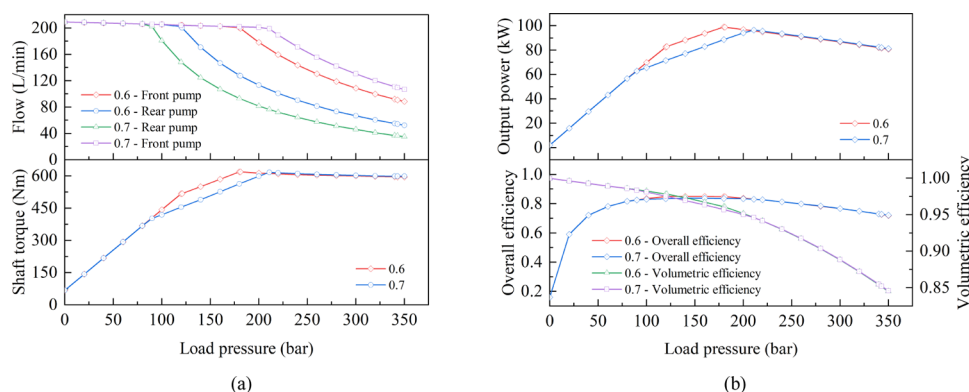 Flow (L/min)
200
160
120
80
40
0
0.6 - Front pump
0.6 - Rear pump
0.7 - Rear pump
0.7 - Front pump
Shaft torque (Nm)
600
450
300
150
0
0.6
0.7
0 50 100 150 200 250 300 350
Load pressure (bar)
(a)
Output power (kW)
100
80
60
40
20
0
0.6
0.7
Overall efficiency
1.0
0.8
0.6
0.4
0.2
0.6 - Overall efficiency
0.7 - Overall efficiency
0.6 - Volumetric efficiency
0.7 - Volumetric efficiency
1.00
0.95
0.90
0.85
Volumetric efficiency
0 50 100 150 200 250 300 350
Load pressure (bar)
(b)